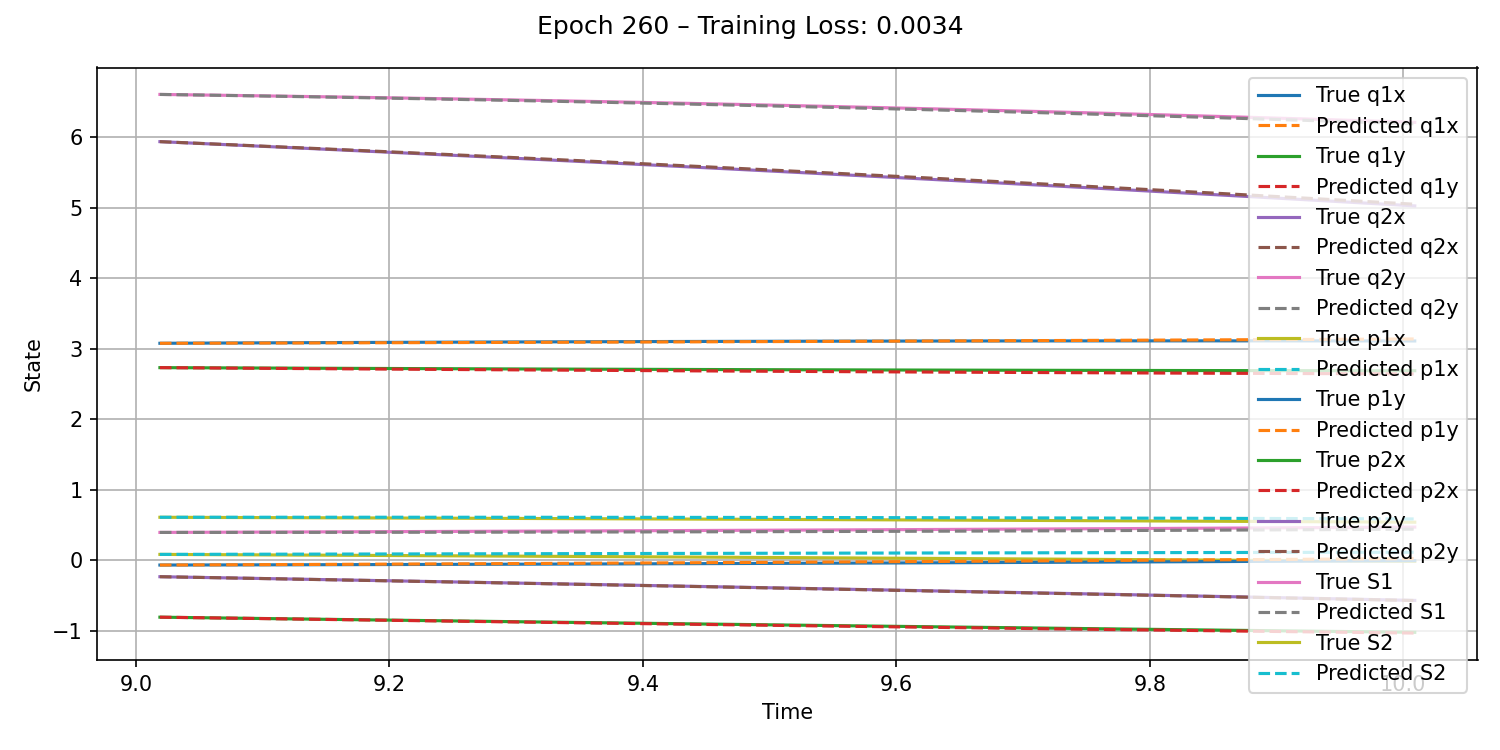 Epoch 260 – Training Loss: 0.0034
State
6
5
4
3
2
1
0
−1
9.0
9.2
9.4
9.6
9.8
10.0
Time
True q1x
Predicted q1x
True q1y
Predicted q1y
True q2x
Predicted q2x
True q2y
Predicted q2y
True p1x
Predicted p1x
True p1y
Predicted p1y
True p2x
Predicted p2x
True p2y
Predicted p2y
True S1
Predicted S1
True S2
Predicted S2